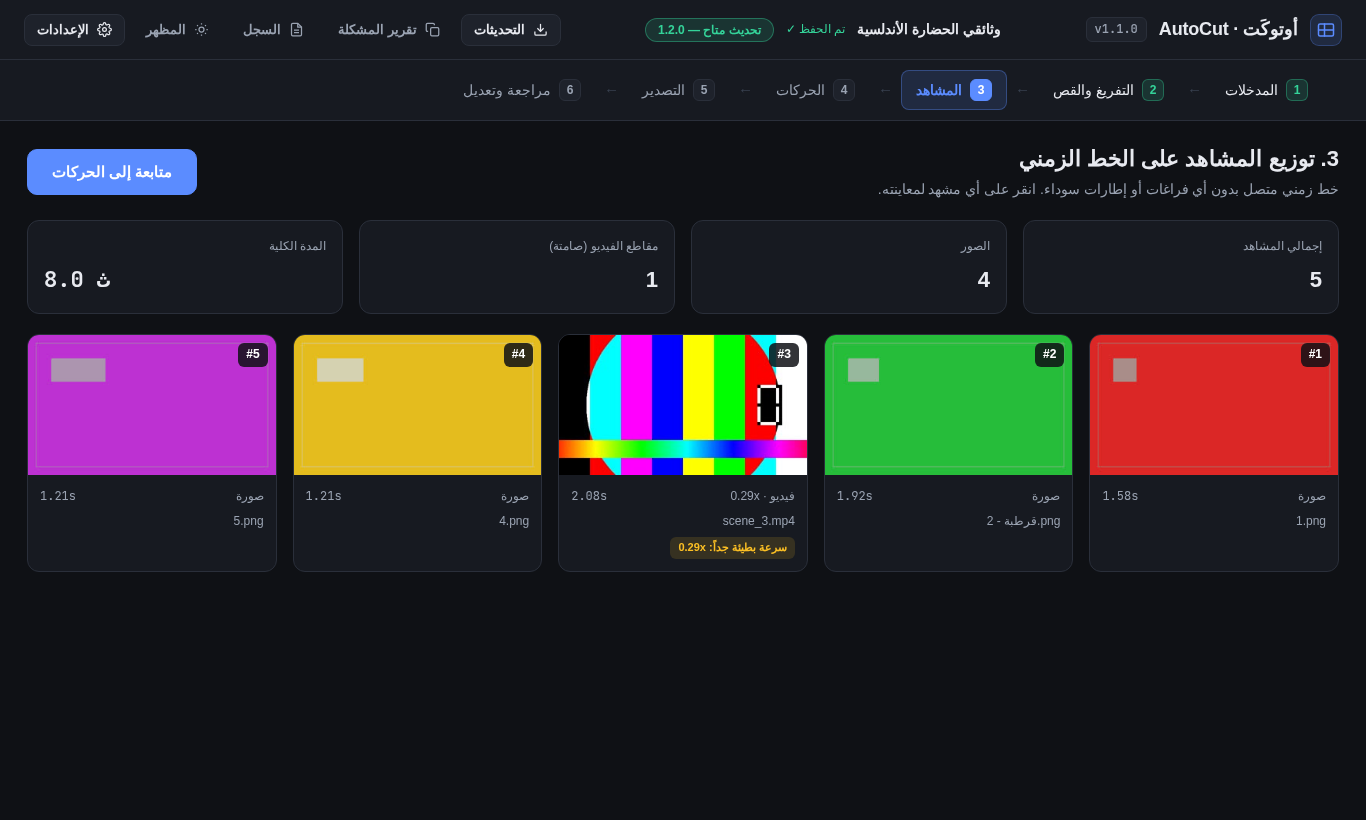 أوتوكَت · AutoCut
v1.1.0
وثائقي الحضارة الأندلسية
تم الحفظ ✓
تحديث متاح — 1.2.0
التحديثات
تقرير المشكلة
السجل
المظهر
الإعدادات
1 المدخلات
←
2 التفريغ والقص
←
3 المشاهد
←
4 الحركات
←
5 التصدير
←
6 مراجعة وتعديل
3. توزيع المشاهد على الخط الزمني
خط زمني متصل بدون أي فراغات أو إطارات سوداء. انقر على أي مشهد لمعاينته.
متابعة إلى الحركات
إجمالي المشاهد
5
الصور
4
مقاطع الفيديو (صامتة)
1
المدة الكلية
8.0 ث
#1
صورة
1.58s
1.png
#2
صورة
1.92s
2 - قرطبة.png
#3
فيديو · 0.29x
2.08s
scene_3.mp4
سرعة بطيئة جداً: 0.29x
#4
صورة
1.21s
4.png
#5
صورة
1.21s
5.png